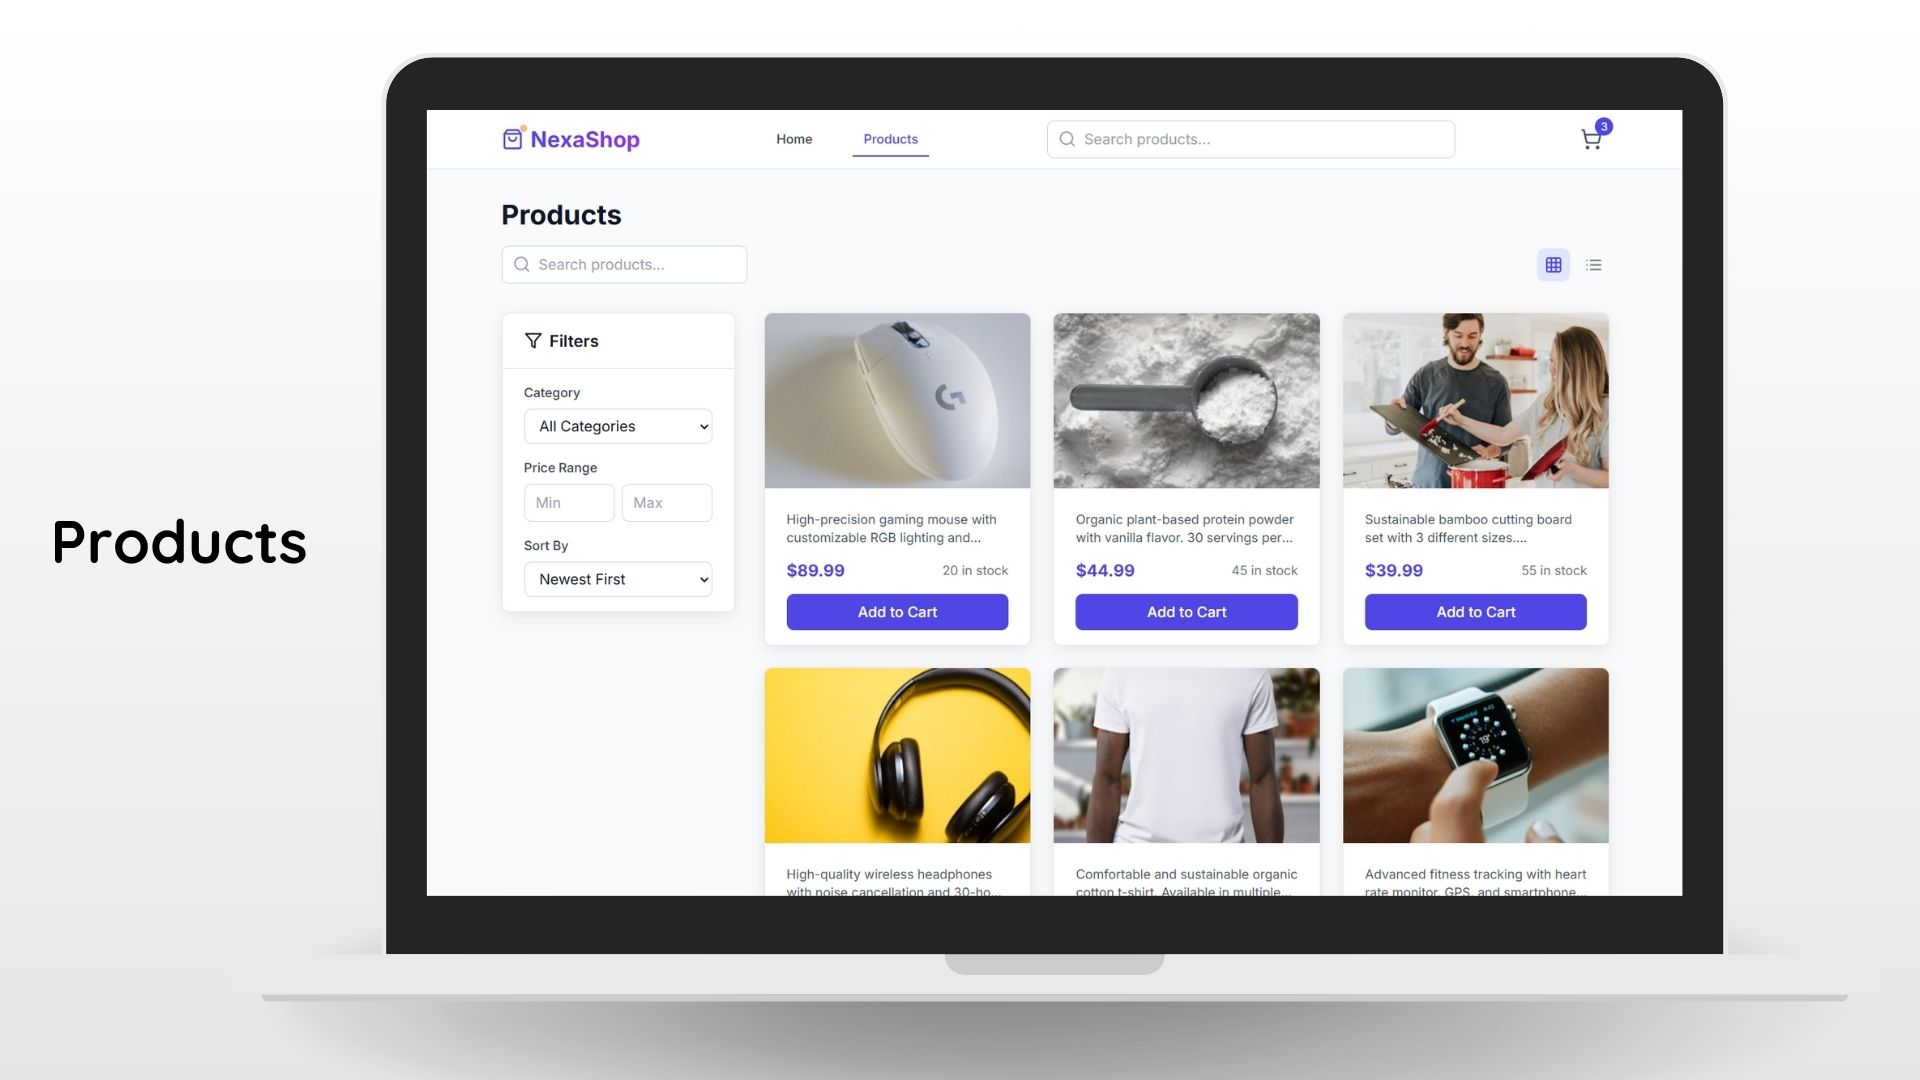 Products
NexaShop
Home
Products
Search products...
3
Products
Search products...
Filters
Category
All Categories
Price Range
Min
Max
Sort By
Newest First
High-precision gaming mouse with
customizable RGB lighting and...
$89.99
20 in stock
Add to Cart
Organic plant-based protein powder
with vanilla flavor. 30 servings per...
$44.99
45 in stock
Add to Cart
Sustainable bamboo cutting board
set with 3 different sizes....
$39.99
55 in stock
Add to Cart
High-quality wireless headphones
with noise cancellation and 30-ho...
Comfortable and sustainable organic
cotton t-shirt. Available in multiple...
Advanced fitness tracking with heart
rate monitor, GPS, and smartphone...